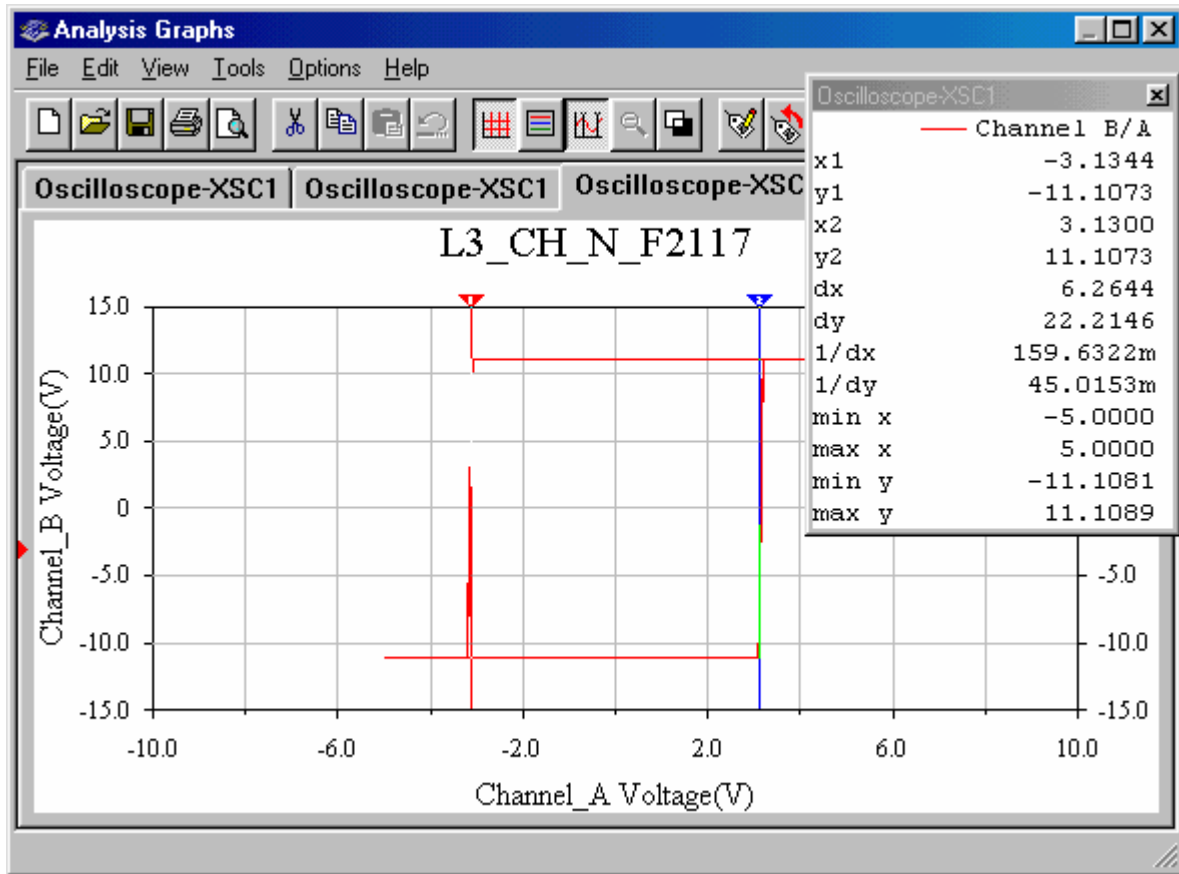 Analysis Graphs
File Edit View Tools Options Help
Oscilloscope-XSC1
Channel B/A
x1 -3.1344
y1 -11.1073
x2 3.1300
y2 11.1073
dx 6.2644
dy 22.2146
1/dx 159.6322m
1/dy 45.0153m
min x -5.0000
max x 5.0000
min y -11.1081
max y 11.1089
Oscilloscope-XSC1 Oscilloscope-XSC1 Oscilloscope-XSC
L3_CH_N_F2117
1 2
15.0
10.0
5.0
0
-5.0 -5.0
-10.0 -10.0
-15.0 -15.0
Channel_B Voltage(V)
-10.0 -6.0 -2.0 2.0 6.0 10.0
Channel_A Voltage(V)